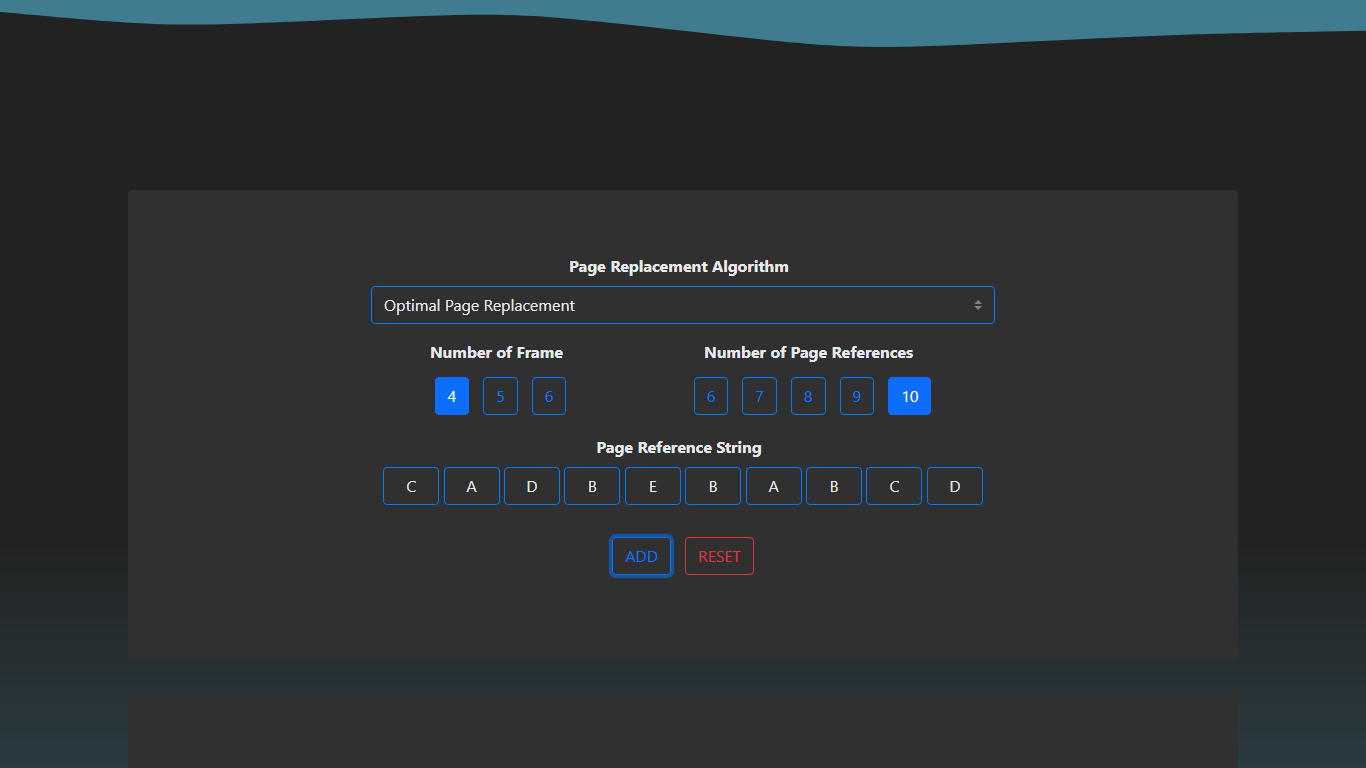 Page Replacement Algorithm
Optimal Page Replacement
Number of Frame Number of Page References
4 5 6 6 7 8 9 10
Page Reference String
C A D B E B A B C D
ADD RESET